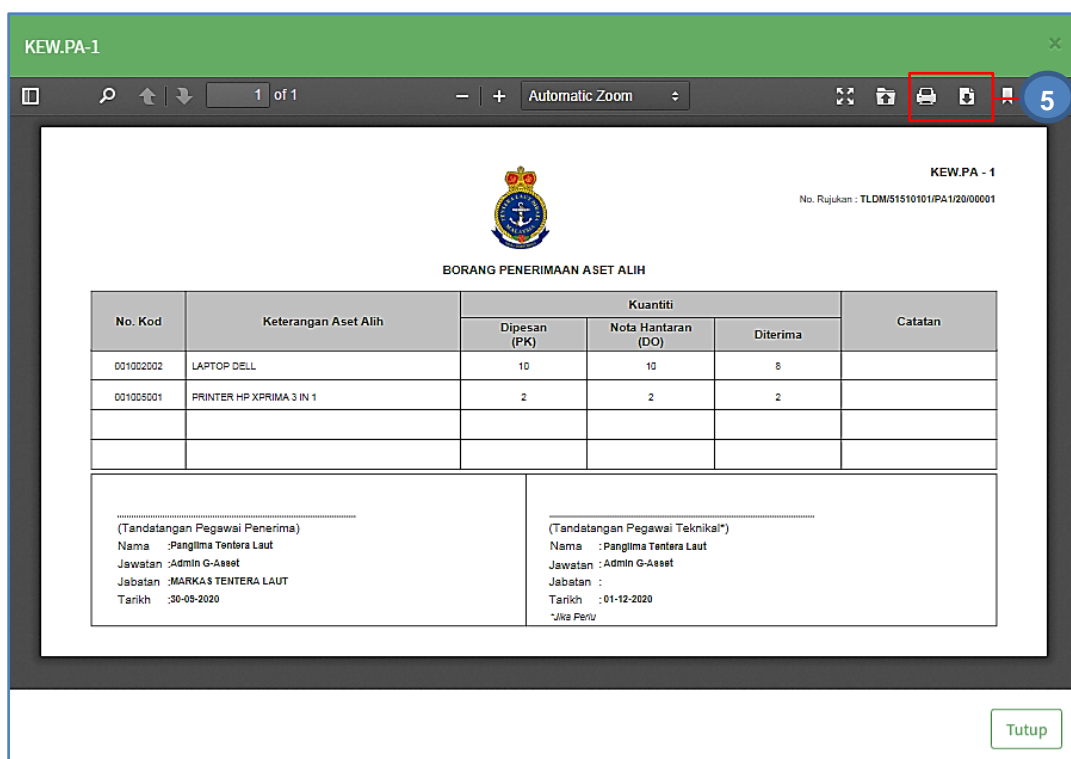 KEW.PA-1 ×
1 of 1 Automatic Zoom 5
KEW.PA - 1
No. Rujukan : TLDM/51510101/PA1/20/00001
BORANG PENERIMAAN ASET ALIH
No. Kod Keterangan Aset Alih Kuantiti Catatan
Dipesan (PK) Nota Hantaran (DO) Diterima
001002002 LAPTOP DELL 10 10 8
001005001 PRINTER HP XPRIMA 3 IN 1 2 2 2
(Tandatangan Pegawai Penerima)
Nama :Panglima Tentera Laut
Jawatan :Admin G-Asset
Jabatan :MARKAS TENTERA LAUT
Tarikh :30-09-2020
(Tandatangan Pegawai Teknikal*)
Nama : Panglima Tentera Laut
Jawatan : Admin G-Asset
Jabatan :
Tarikh : 01-12-2020
*Jika Perlu
Tutup